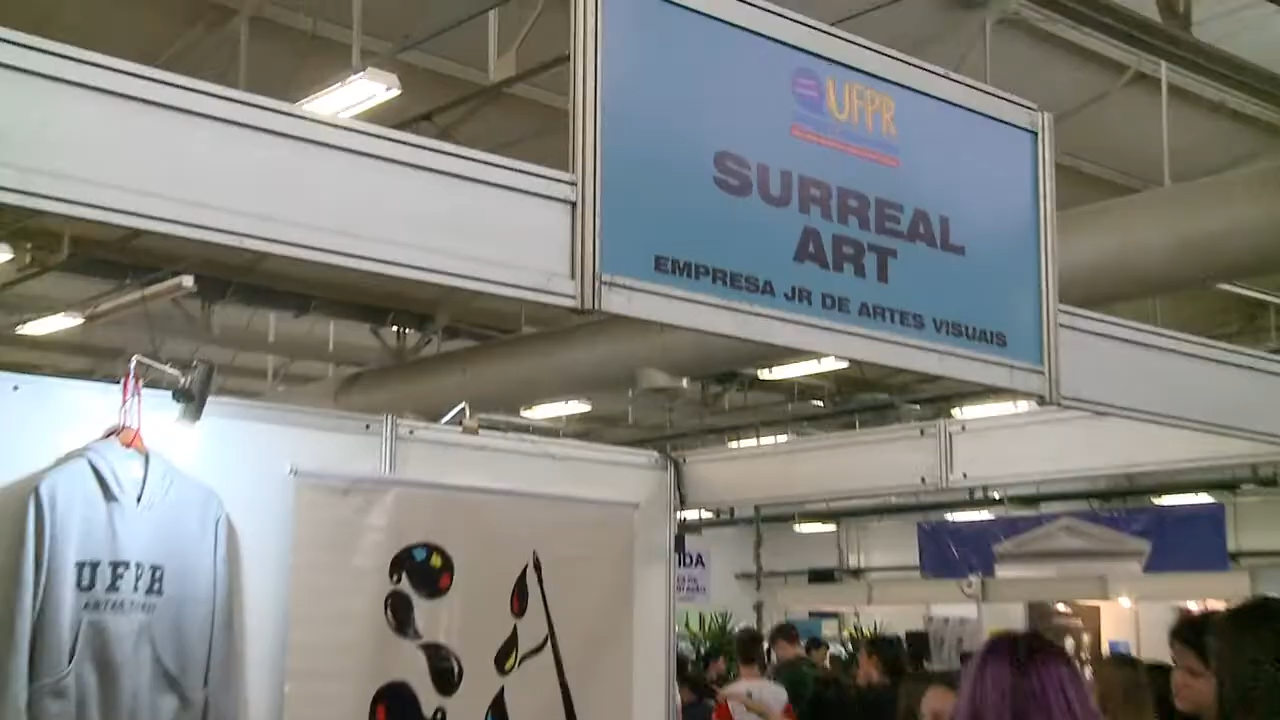 UFPR
SURREAL
ART
EMPRESA JR DE ARTES VISUAIS
UFPR